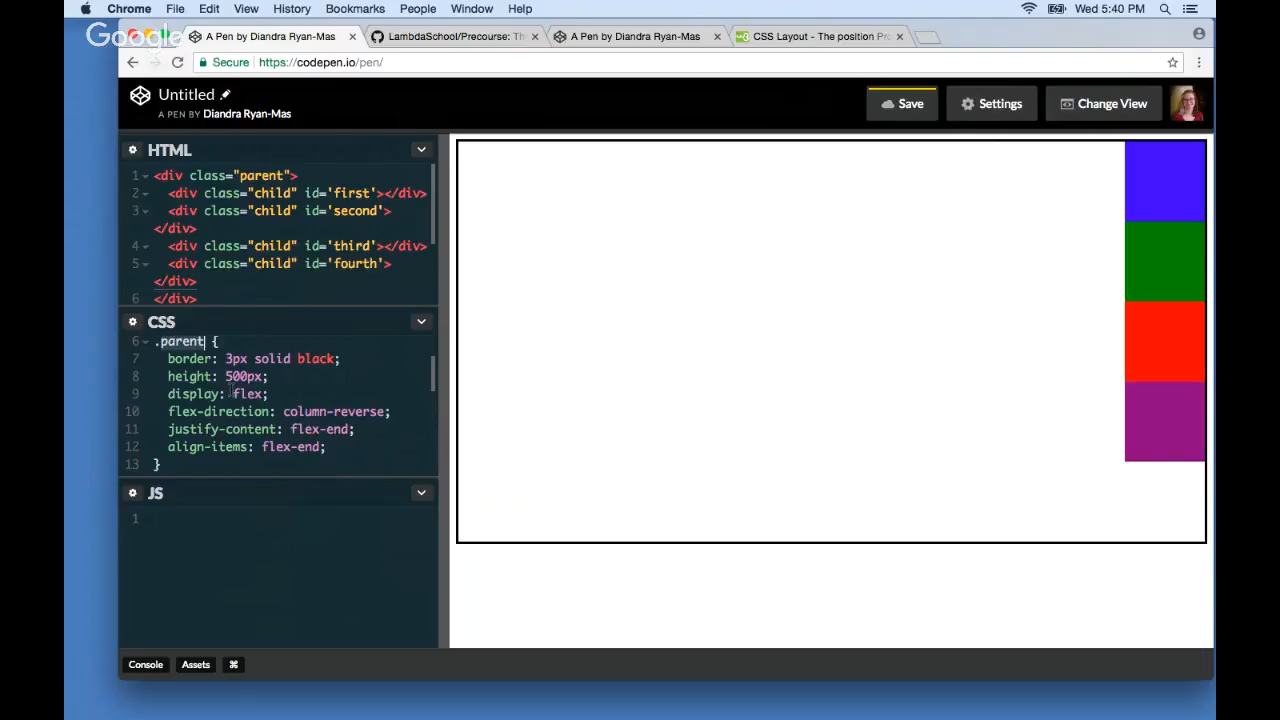 Chrome File Edit View History Bookmarks People Window Help Wed 5:40 PM
Google
A Pen by Diandra Ryan-Mas × LambdaSchool/Precourse: Th × A Pen by Diandra Ryan-Mas × CSS Layout - The position Pro ×
Secure https://codepen.io/pen/
Untitled
A PEN BY Diandra Ryan-Mas
Save Settings Change View
HTML
1 <div class="parent">
2 <div class="child" id='first'></div>
3 <div class="child" id='second'>
</div>
4 <div class="child" id='third'></div>
5 <div class="child" id='fourth'>
</div>
6 </div>
CSS
6 .parent {
7 border: 3px solid black;
8 height: 500px;
9 display: flex;
10 flex-direction: column-reverse;
11 justify-content: flex-end;
12 align-items: flex-end;
13 }
JS
1
Console Assets ⌘